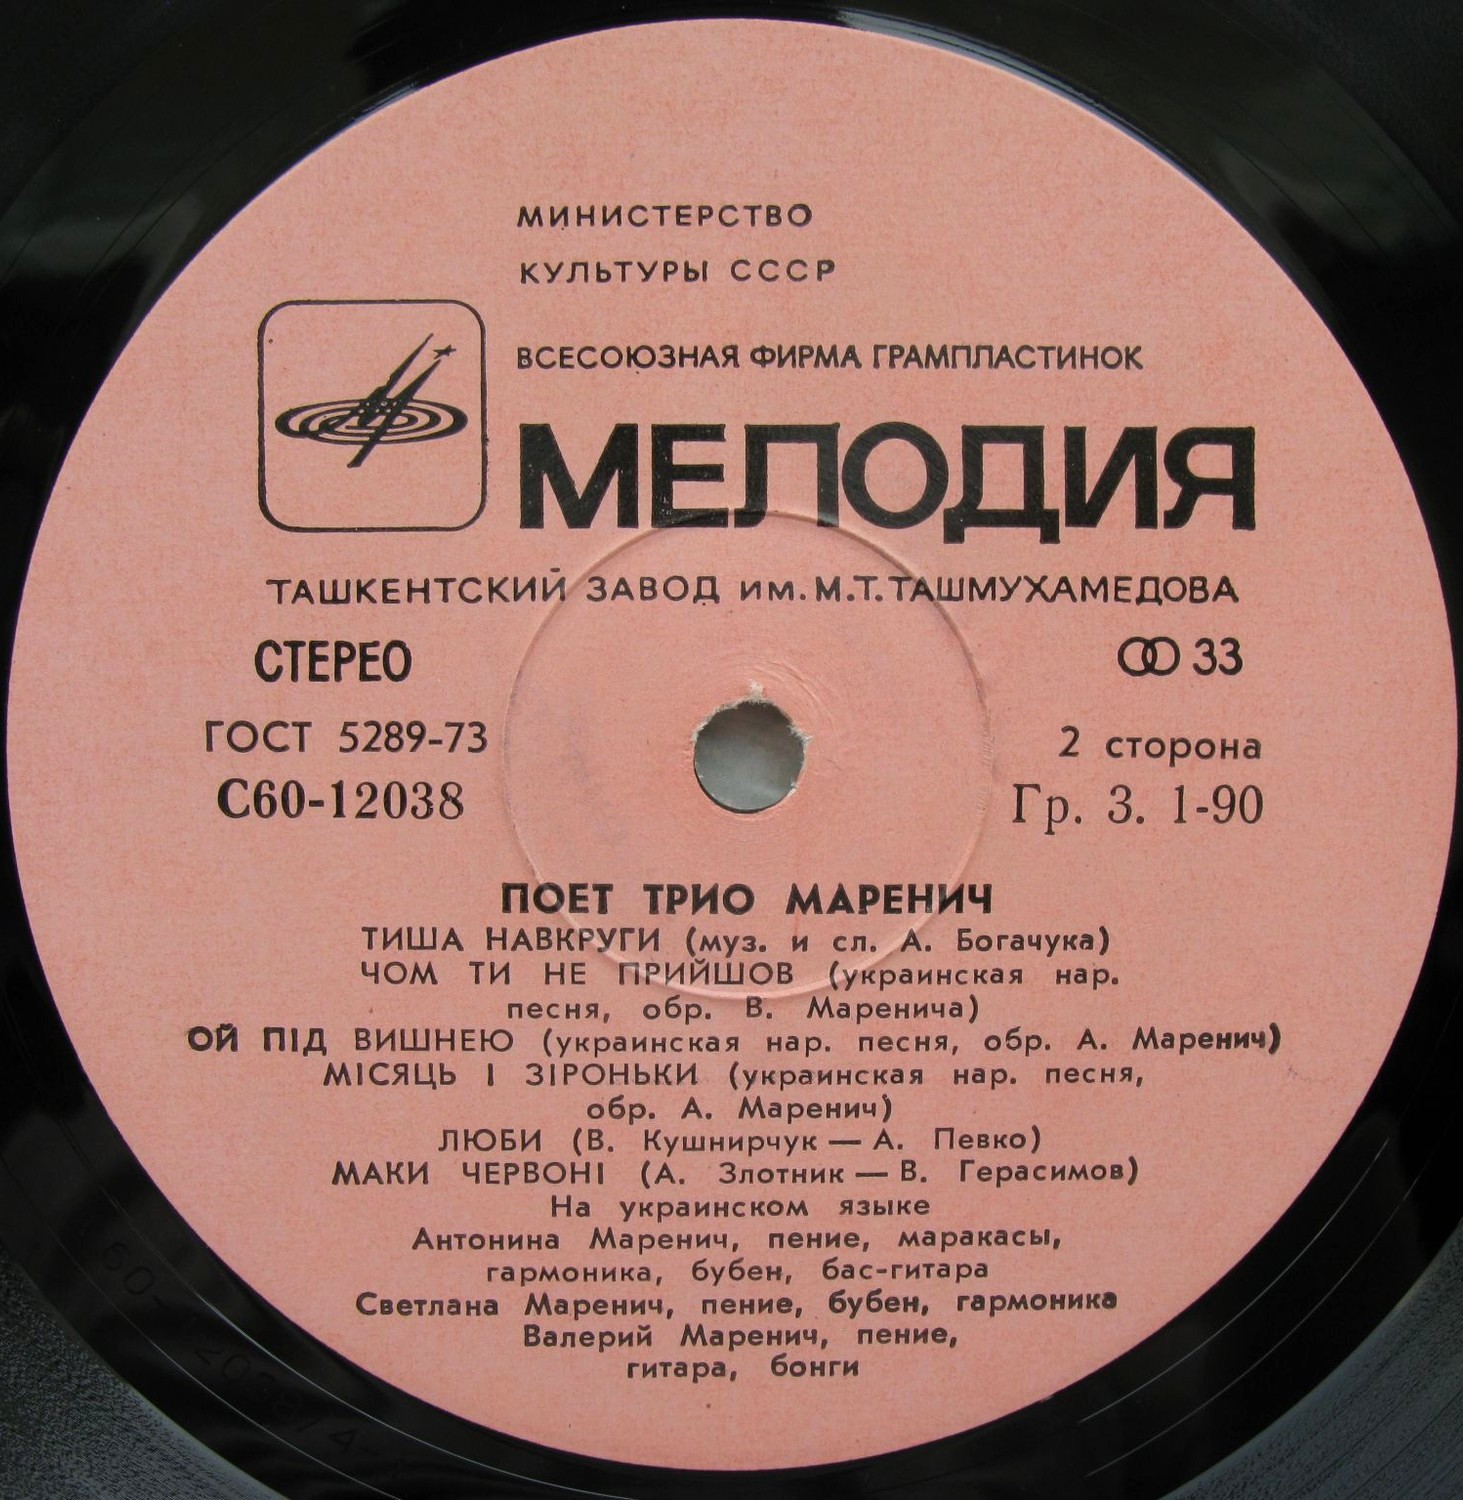 МИНИСТЕРСТВО
КУЛЬТУРЫ СССР
ВСЕСОЮЗНАЯ ФИРМА ГРАМПЛАСТИНОК
МЕЛОДИЯ
ТАШКЕНТСКИЙ ЗАВОД им. М.Т.ТАШМУХАМЕДОВА
СТЕРЕО
33
ГОСТ 5289-73
2 сторона
С60-12038
Гр. 3. 1-90
ПОЕТ ТРИО МАРЕНИЧ
ТИША НАВКРУГИ (муз. и сл. А. Богачука)
ЧОМ ТИ НЕ ПРИЙШОВ (украинская нар.
песня, обр. В. Маренича)
ОЙ ПІД ВИШНЕЮ (украинская нар. песня, обр. А. Маренич)
МІСЯЦЬ І ЗІРОНЬКИ (украинская нар. песня,
обр. А. Маренич)
ЛЮБИ (В. Кушнирчук — А. Певко)
МАКИ ЧЕРВОНІ (А. Злотник — В. Герасимов)
На украинском языке
Антонина Маренич, пение, маракасы,
гармоника, бубен, бас-гитара
Светлана Маренич, пение, бубен, гармоника
Валерий Маренич, пение,
гитара, бонги